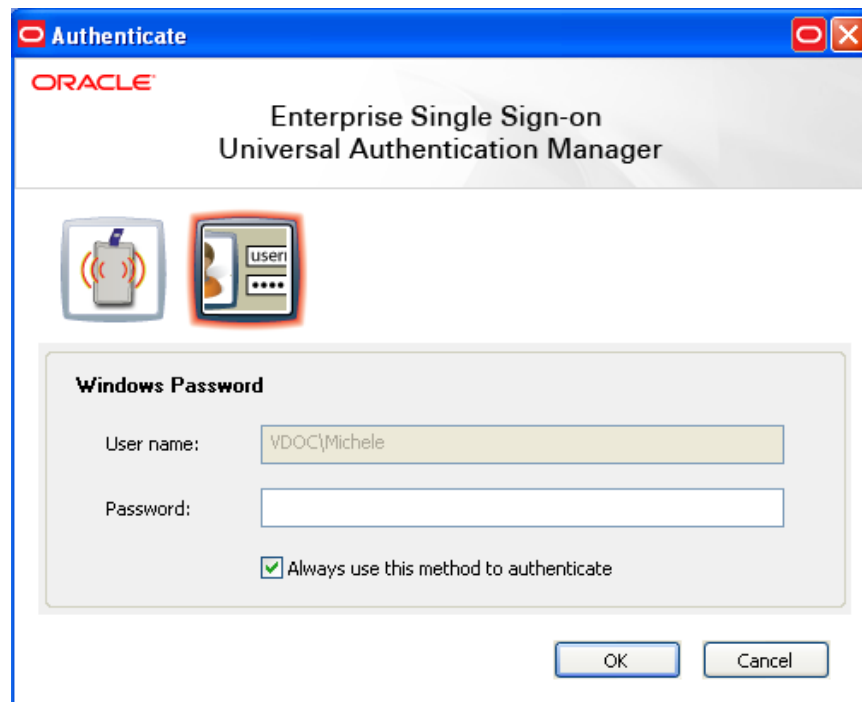 Authenticate
ORACLE
Enterprise Single Sign-on
Universal Authentication Manager
user
••••
Windows Password
User name: VDOC\Michele
Password:
Always use this method to authenticate
OK Cancel